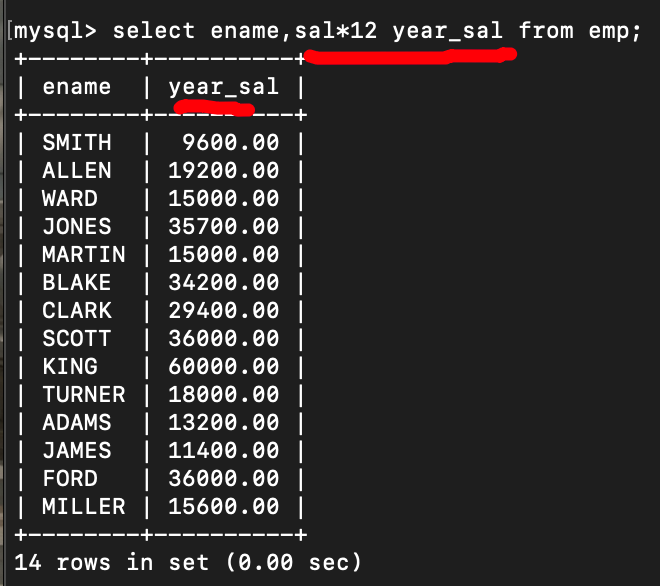 [mysql> select ename,sal*12 year_sal from emp;
+--------+----------+
| ename  | year_sal |
+--------+----------+
| SMITH  |  9600.00 |
| ALLEN  | 19200.00 |
| WARD   | 15000.00 |
| JONES  | 35700.00 |
| MARTIN | 15000.00 |
| BLAKE  | 34200.00 |
| CLARK  | 29400.00 |
| SCOTT  | 36000.00 |
| KING   | 60000.00 |
| TURNER | 18000.00 |
| ADAMS  | 13200.00 |
| JAMES  | 11400.00 |
| FORD   | 36000.00 |
| MILLER | 15600.00 |
+--------+----------+
14 rows in set (0.00 sec)